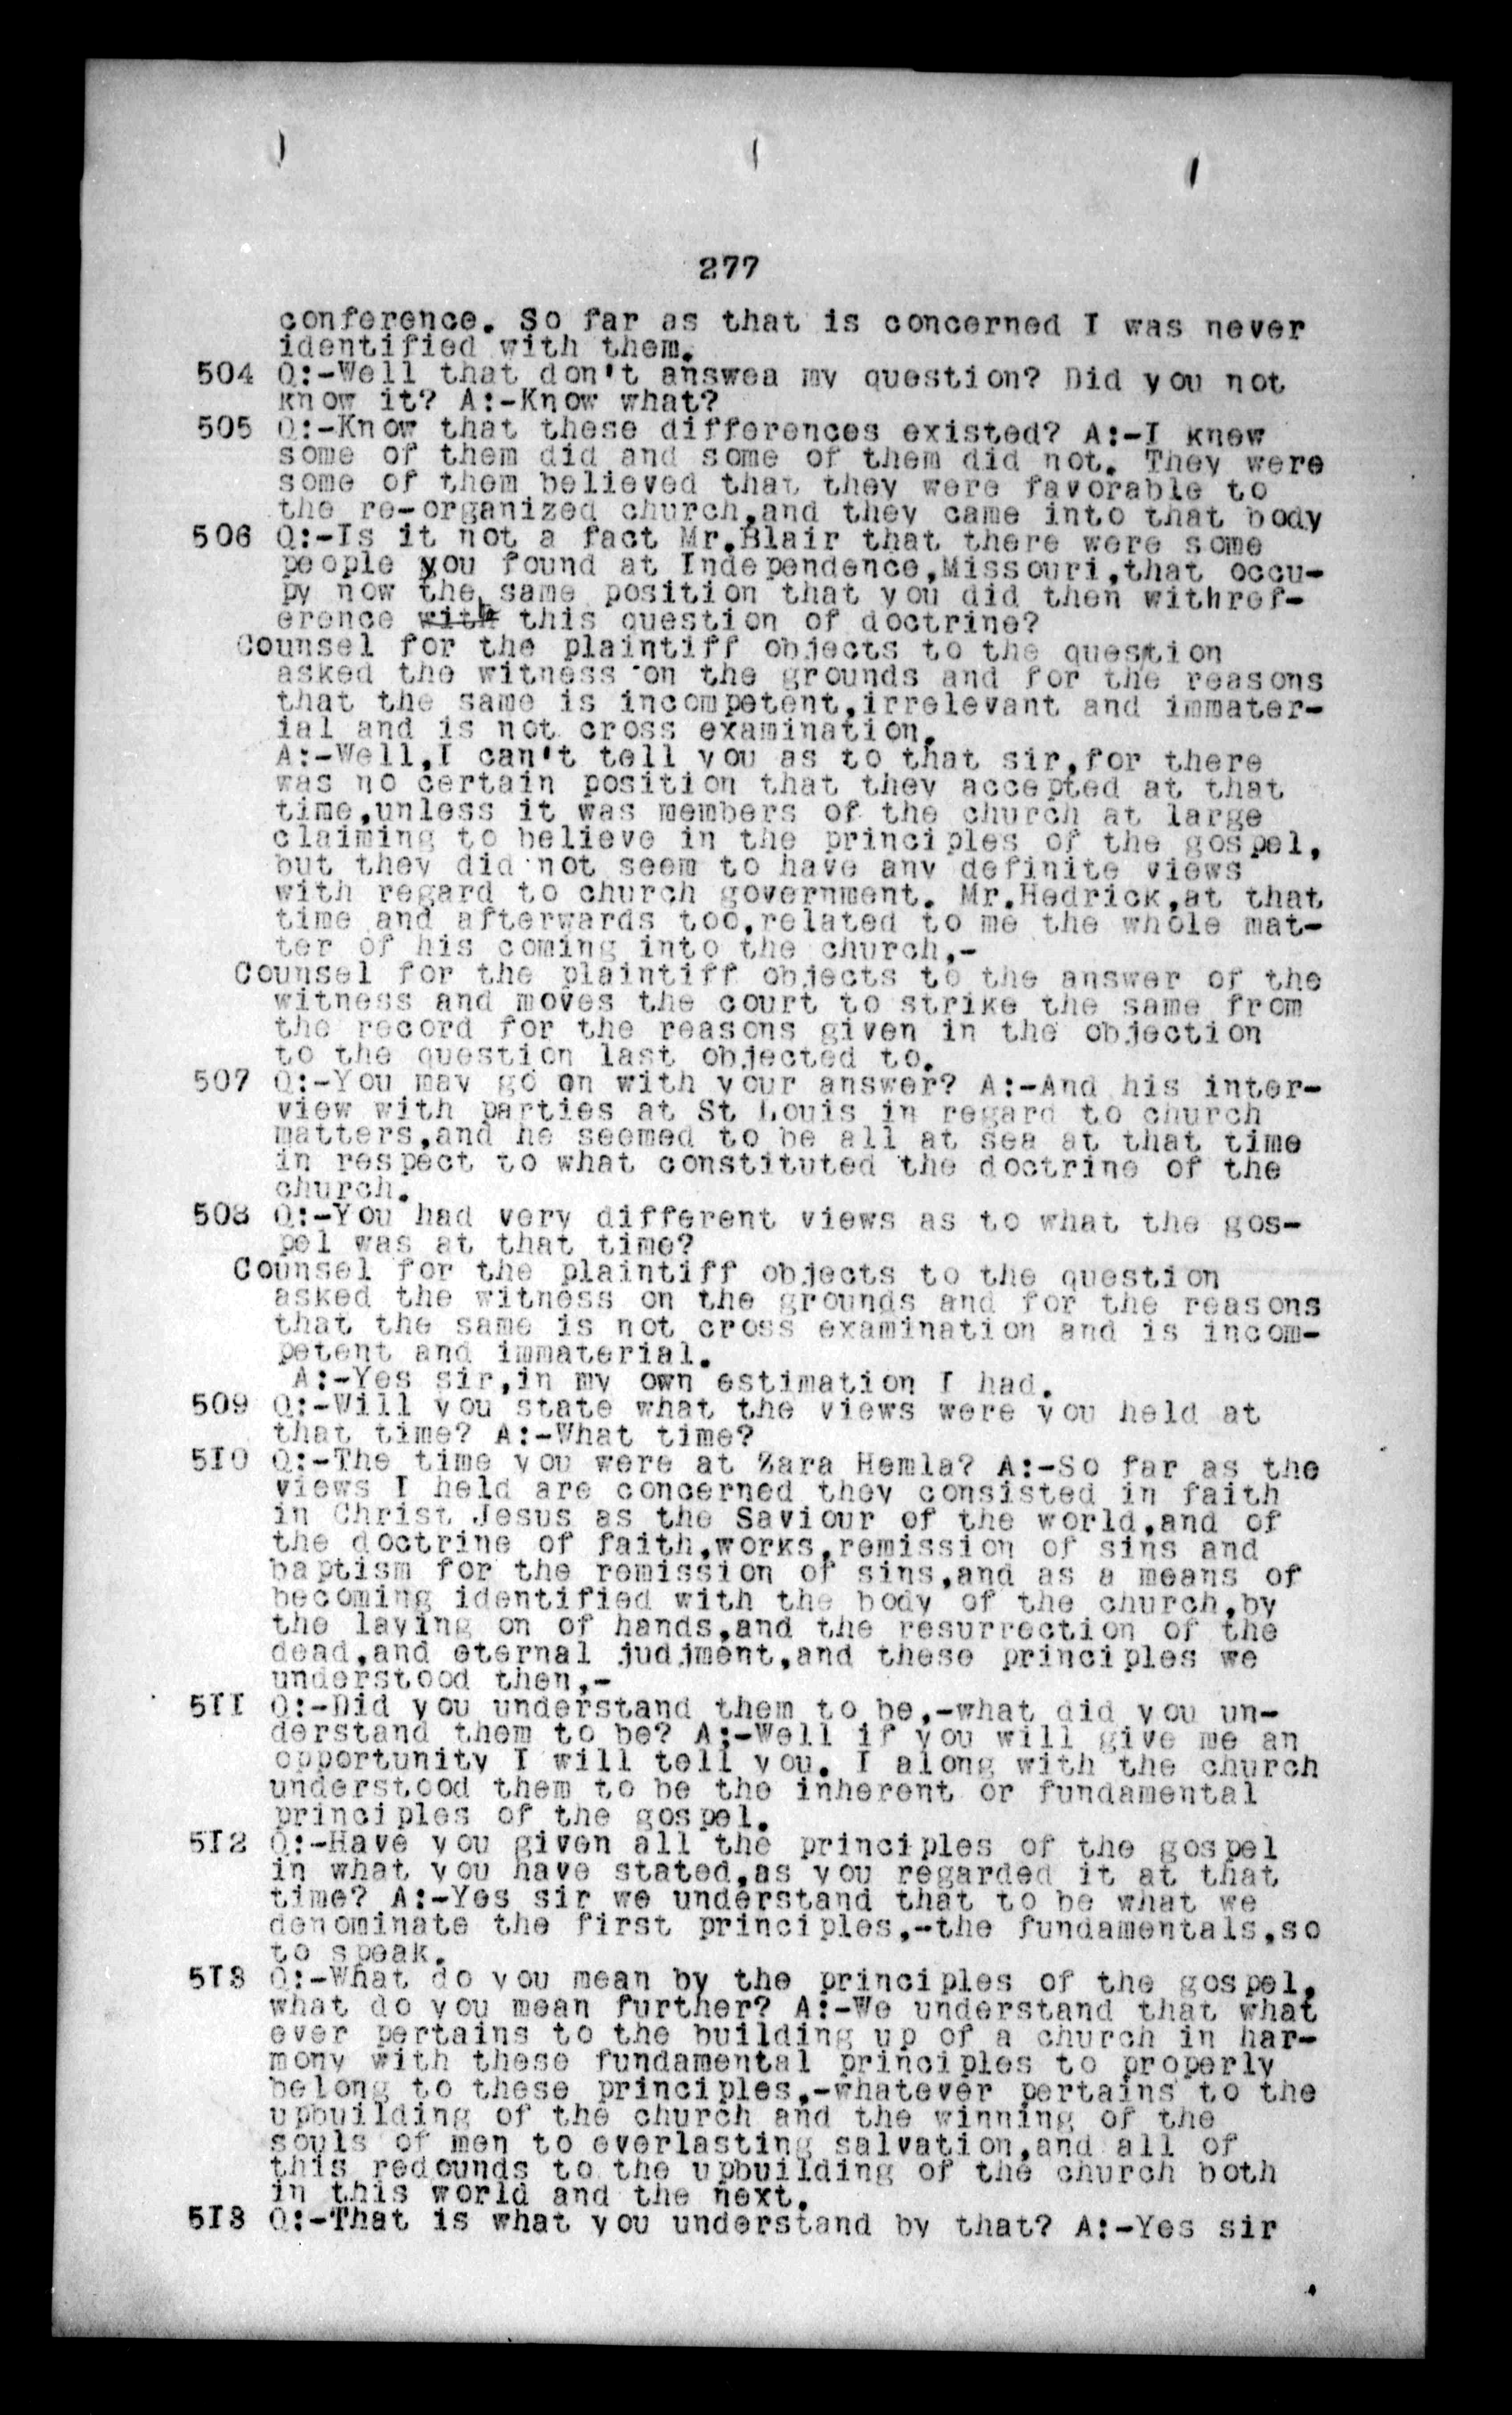 277
conference. So far as that is concerned I was never
identified with them.
504 Q:-Well that don't answea my question? Did you not
know it? A:-Know what?
505 Q:-Know that these differences existed? A:-I knew
some of them did and some of them did not. They were
some of them believed that they were favorable to
the re-organized church,and they came into that body
506 Q:-Is it not a fact Mr.Blair that there were some
people you found at Independence,Missouri,that occu-
py now the same position that you did then withref-
erence with this question of doctrine?
Counsel for the plaintiff objects to the question
asked the witness on the grounds and for the reasons
that the same is incompetent,irrelevant and immater-
ial and is not cross examination.
A:-Well,I can't tell you as to that sir,for there
was no certain position that they accepted at that
time,unless it was members of the church at large
claiming to believe in the principles of the gospel,
but they did not seem to have any definite views
with regard to church government. Mr.Hedrick,at that
time and afterwards too,related to me the whole mat-
ter of his coming into the church,-
Counsel for the plaintiff objects to the answer of the
witness and moves the court to strike the same from
the record for the reasons given in the objection
to the question last objected to.
507 Q:-You may go on with your answer? A:-And his inter-
view with parties at St Louis in regard to church
matters,and he seemed to be all at sea at that time
in respect to what constituted the doctrine of the
church.
508 Q:-You had very different views as to what the gos-
pel was at that time?
Counsel for the plaintiff objects to the question
asked the witness on the grounds and for the reasons
that the same is not cross examination and is incom-
petent and immaterial.
A:-Yes sir,in my own estimation I had.
509 Q:-Will you state what the views were you held at
that time? A:-What time?
5I0 Q:-The time you were at Zara Hemla? A:-So far as the
views I held are concerned they consisted in faith
in Christ Jesus as the Saviour of the world,and of
the doctrine of faith,works,remission of sins and
baptism for the remission of sins,and as a means of
becoming identified with the body of the church,by
the laying on of hands,and the resurrection of the
dead,and eternal judjment,and these principles we
understood then,-
5II Q:-Did you understand them to be,-what did you un-
derstand them to be? A:-Well if you will give me an
opportunity I will tell you. I along with the church
understood them to be the inherent or fundamental
principles of the gospel.
5I2 Q:-Have you given all the principles of the gospel
in what you have stated,as you regarded it at that
time? A:-Yes sir we understand that to be what we
denominate the first principles,-the fundamentals,so
to speak.
5I3 Q:-What do you mean by the principles of the gospel,
what do you mean further? A:-We understand that what
ever pertains to the building up of a church in har-
mony with these fundamental principles to properly
belong to these principles,-whatever pertains to the
upbuilding of the church and the winning of the
souls of men to everlasting salvation,and all of
this redounds to the upbuilding of the church both
in this world and the next.
5I3 Q:-That is what you understand by that? A:-Yes sir